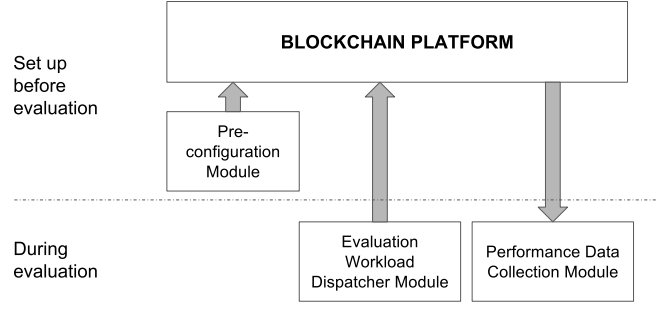 BLOCKCHAIN PLATFORM
Set up
before
evaluation
Pre-
configuration
Module
During
evaluation
Evaluation
Workload
Dispatcher Module
Performance Data
Collection Module